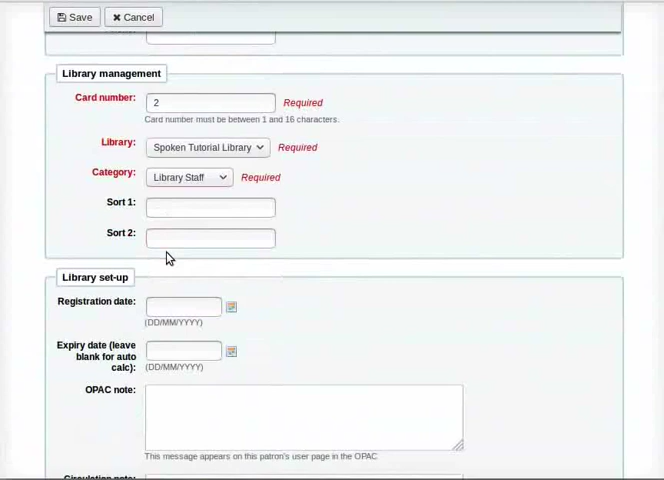 Save Cancel
Library management
Card number: 2 Required
Card number must be between 1 and 16 characters.
Library: Spoken Tutorial Library Required
Category: Library Staff Required
Sort 1:
Sort 2:
Library set-up
Registration date:
(DD/MM/YYYY)
Expiry date (leave
blank for auto
calc):
(DD/MM/YYYY)
OPAC note:
This message appears on this patron's user page in the OPAC
Circulation note: